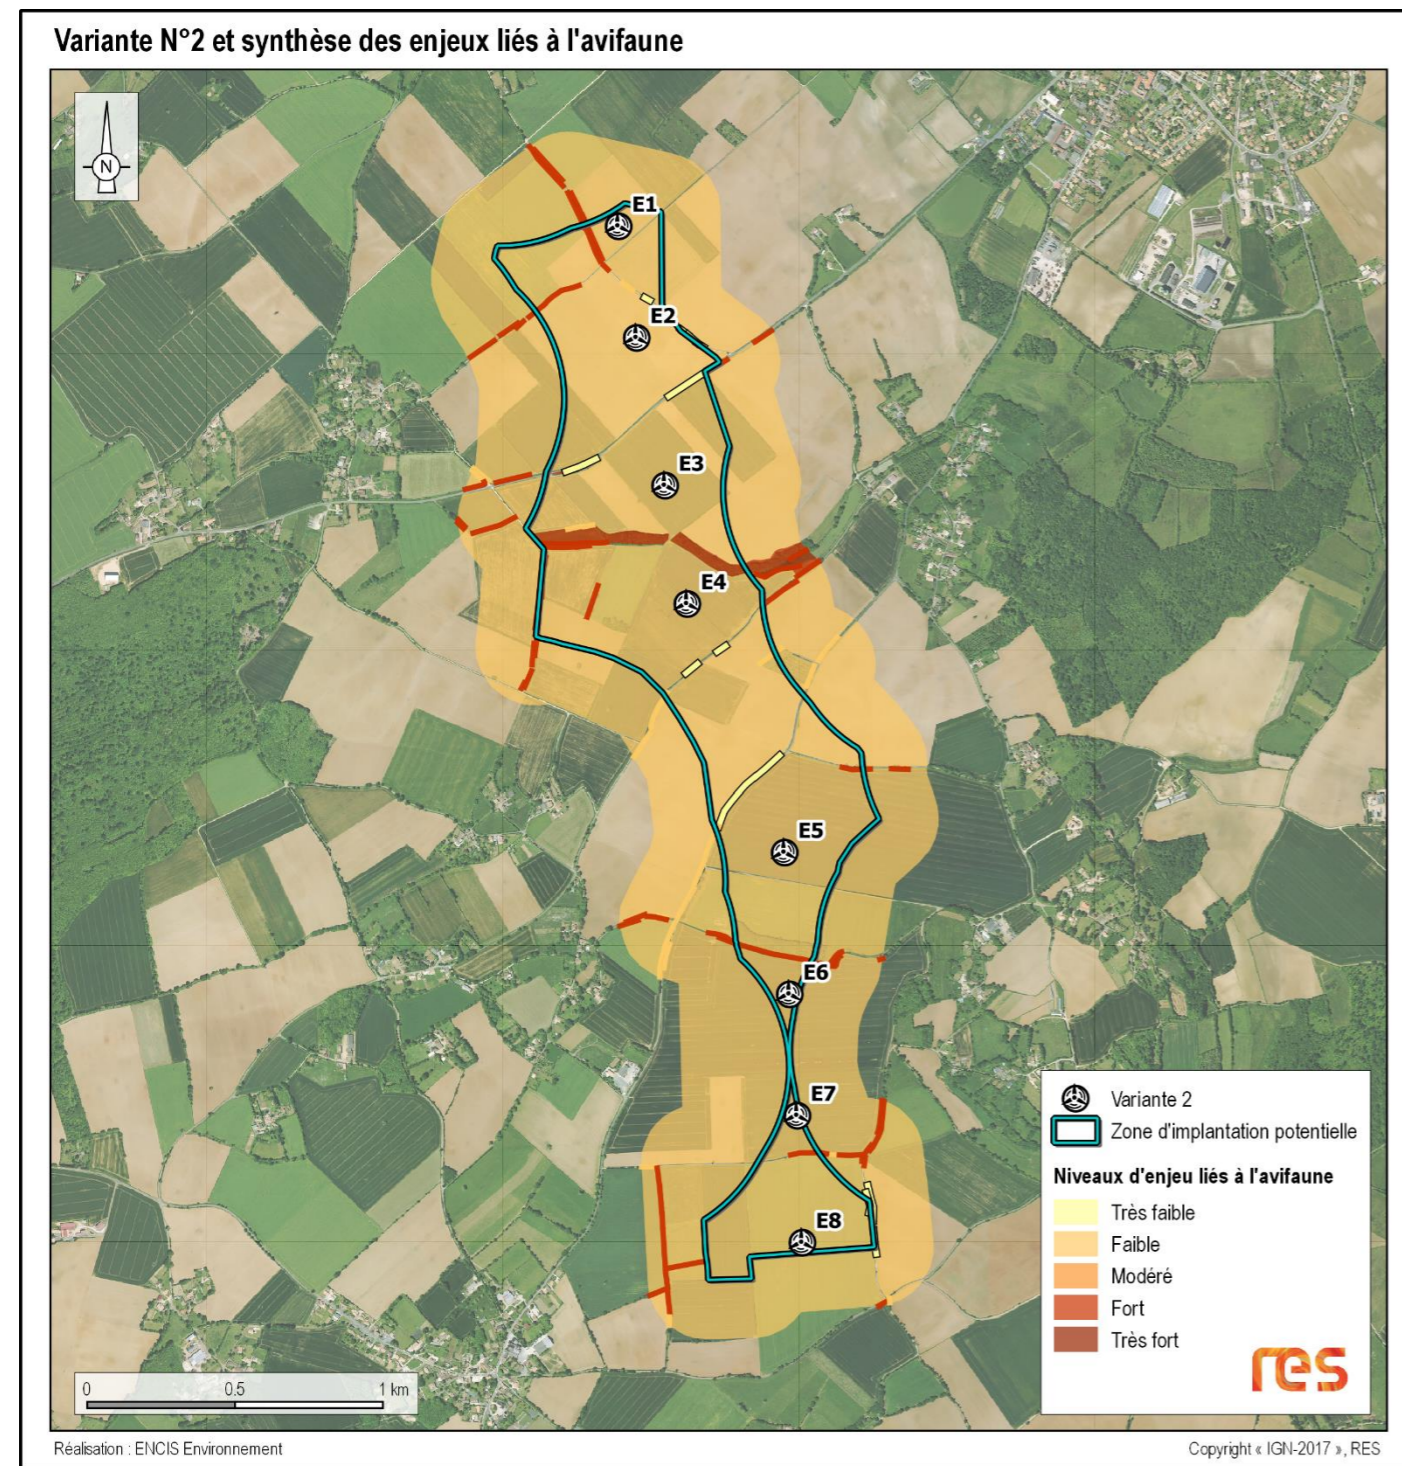 Variante N°2 et synthèse des enjeux liés à l'avifaune
N
E1
E2
E3
E4
E5
E6
E7
E8
Variante 2
Zone d'implantation potentielle
Niveaux d'enjeu liés à l'avifaune
Très faible
Faible
Modéré
Fort
Très fort
res
0 0.5 1 km
Réalisation : ENCIS Environnement
Copyright « IGN-2017 », RES